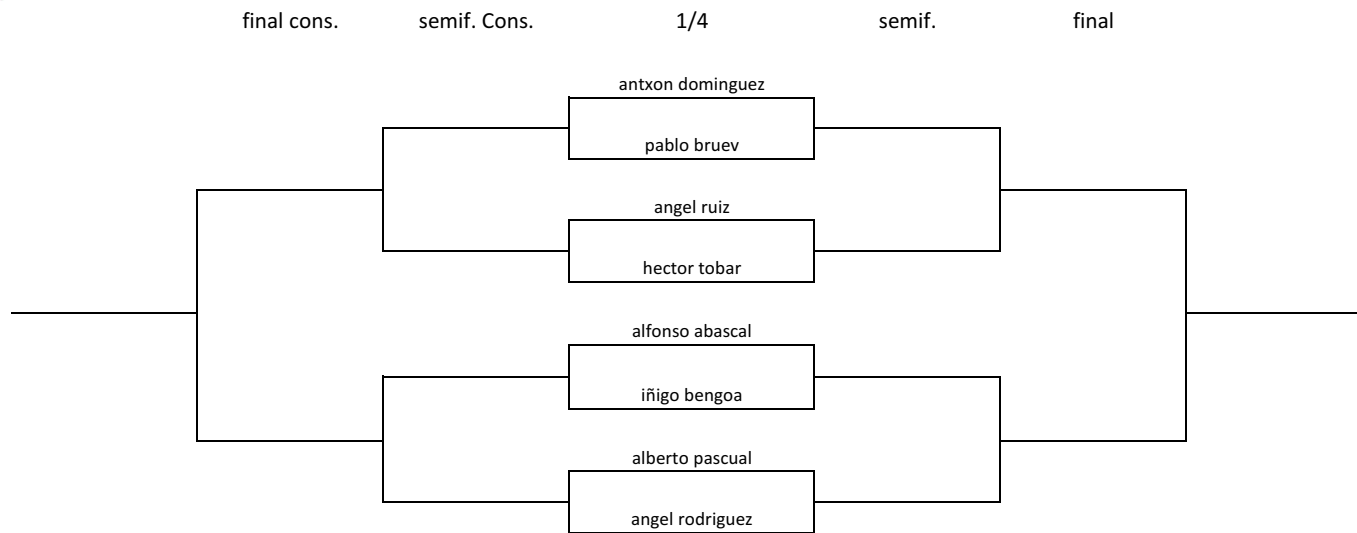 final cons. semif. Cons. 1/4 semif. final
antxon dominguez
pablo bruev
angel ruiz
hector tobar
alfonso abascal
iñigo bengoa
alberto pascual
angel rodriguez